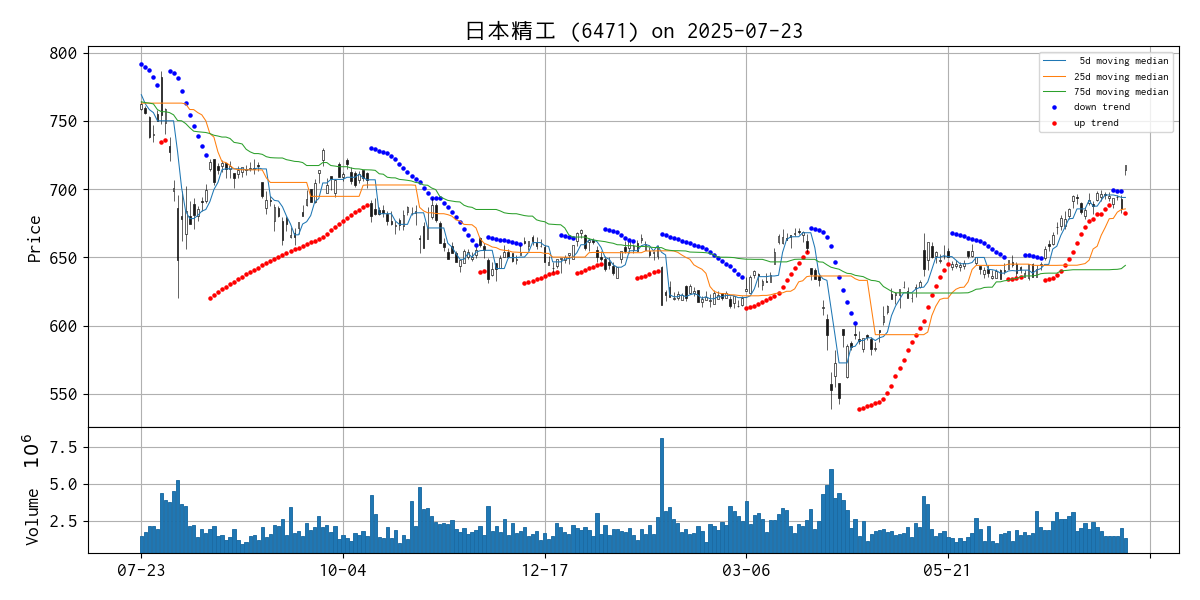 日本精工 (6471) on 2025-07-23
800
750
700
650
600
550
Price
5d moving median
25d moving median
75d moving median
down trend
up trend
7.5
5.0
2.5
Volume 10⁶
07-23
10-04
12-17
03-06
05-21